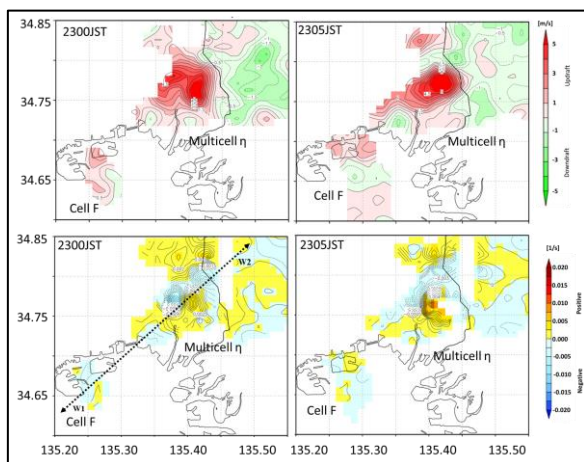 2300JST
2305JST
[m/s]
34.85
34.75
34.65
Multicell η
Multicell η
Cell F
Cell F
5
3
1
-1
-3
-5
Updraft
Downdraft
2300JST
2305JST
[1/s]
34.85
34.75
34.65
W2
W1
Multicell η
Multicell η
Cell F
Cell F
0.020
0.015
0.010
0.005
0.000
-0.005
-0.010
-0.015
-0.020
Positive
Negative
135.20 135.30 135.40 135.50 135.20 135.30 135.40 135.50